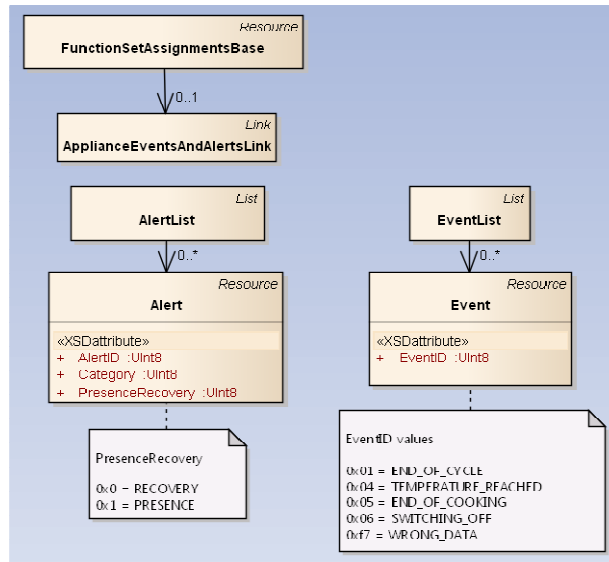 Resource
FunctionSetAssignmentsBase
0..1
Link
ApplianceEventsAndAlertsLink
List
AlertList
0..*
Resource
Alert
«XSDattribute»
+ AlertID :UInt8
+ Category :UInt8
+ PresenceRecovery :UInt8
PresenceRecovery
0x0 = RECOVERY
0x1 = PRESENCE
List
EventList
0..*
Resource
Event
«XSDattribute»
+ EventID :UInt8
EventID values
0x01 = END_OF_CYCLE
0x04 = TEMPERATURE_REACHED
0x05 = END_OF_COOKING
0x06 = SWITCHING_OFF
0xf7 = WRONG_DATA